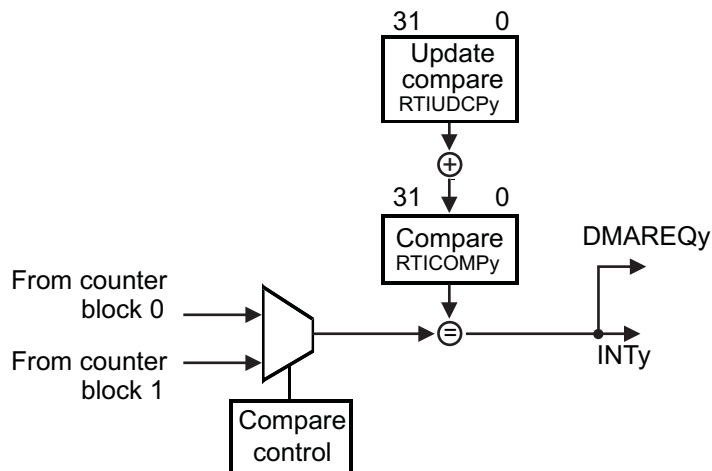 31 0
Update
compare
RTIUDCPy
+
31 0
Compare
RTICOMPy
DMAREQy
From counter
block 0
=
INTy
From counter
block 1
Compare
control